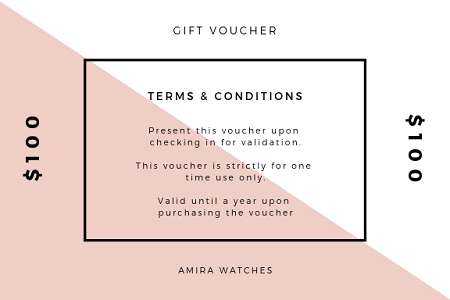 GIFT VOUCHER
$100
TERMS & CONDITIONS
Present this voucher upon
checking in for validation.
This voucher is strictly for one
time use only.
Valid until a year upon
purchasing the voucher
$100
AMIRA WATCHES